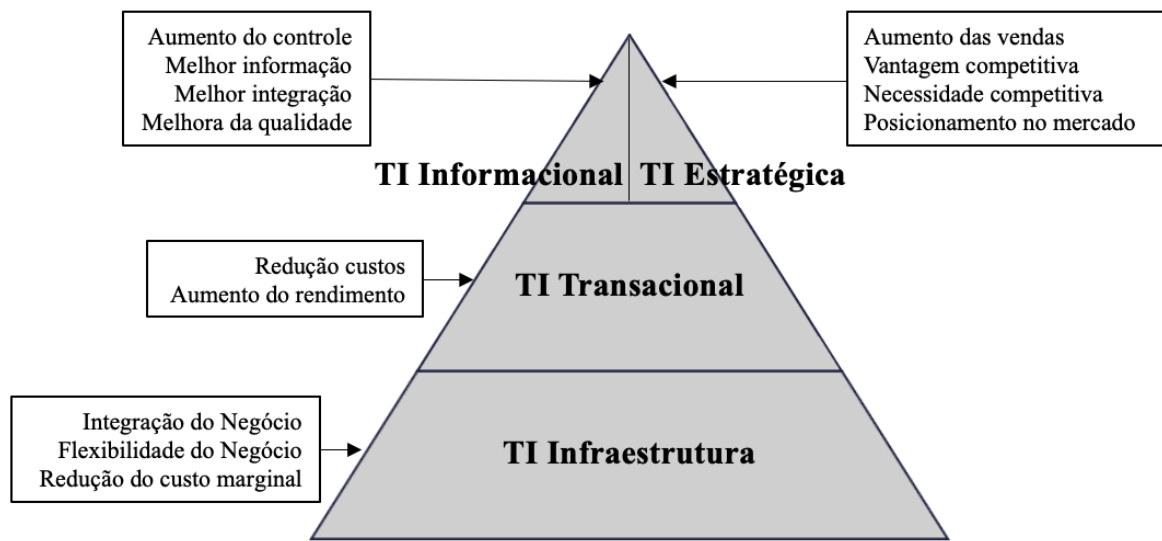 Aumento do controle
Melhor informação
Melhor integração
Melhora da qualidade
Aumento das vendas
Vantagem competitiva
Necessidade competitiva
Posicionamento no mercado
TI Informacional
TI Estratégica
Redução custos
Aumento do rendimento
TI Transacional
Integração do Negócio
Flexibilidade do Negócio
Redução do custo marginal
TI Infraestrutura